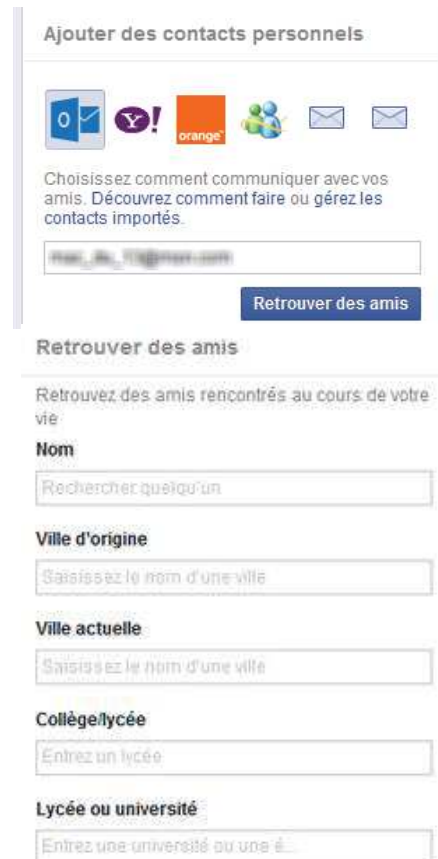 Ajouter des contacts personnels
O Y! orange
Choisissez comment communiquer avec vos
amis. Découvrez comment faire ou gérez les
contacts importés.
Retrouver des amis
Retrouver des amis
Retrouvez des amis rencontrés au cours de votre
vie
Nom
Rechercher quelqu'un
Ville d'origine
Saisissez le nom d'une ville
Ville actuelle
Saisissez le nom d'une ville
Collège/lycée
Entrez un lycée
Lycée ou université
Entrez une université ou une é...